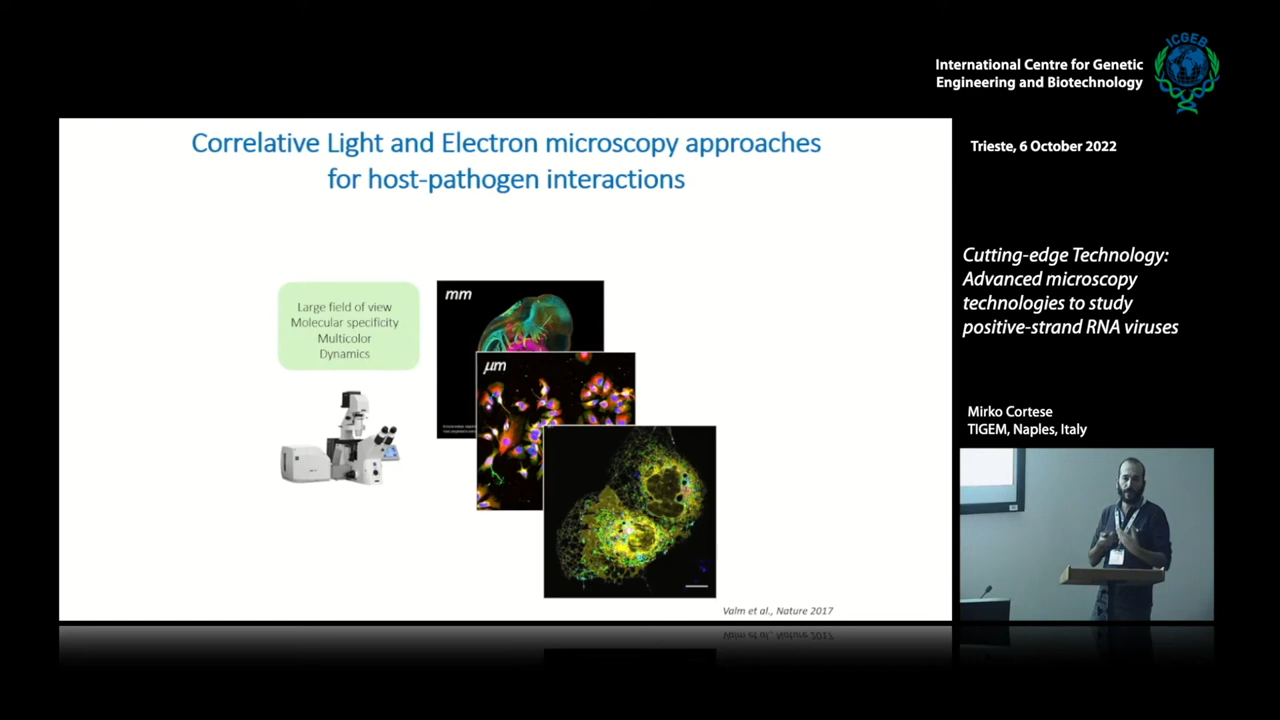 ICGEB
International Centre for Genetic
Engineering and Biotechnology
Trieste, 6 October 2022
Correlative Light and Electron microscopy approaches
for host-pathogen interactions
Large field of view
Molecular specificity
Multicolor
Dynamics
mm
µm
Valm et al., Nature 2017
Cutting-edge Technology:
Advanced microscopy
technologies to study
positive-strand RNA viruses
Mirko Cortese
TIGEM, Naples, Italy